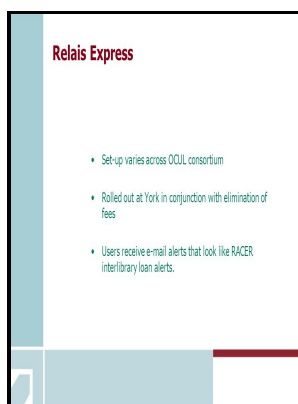 Relais Express
• Set-up varies across OCUL consortium
• Rolled out at York in conjunction with elimination of
fees
• Users receive e-mail alerts that look like RACER
interlibrary loan alerts.